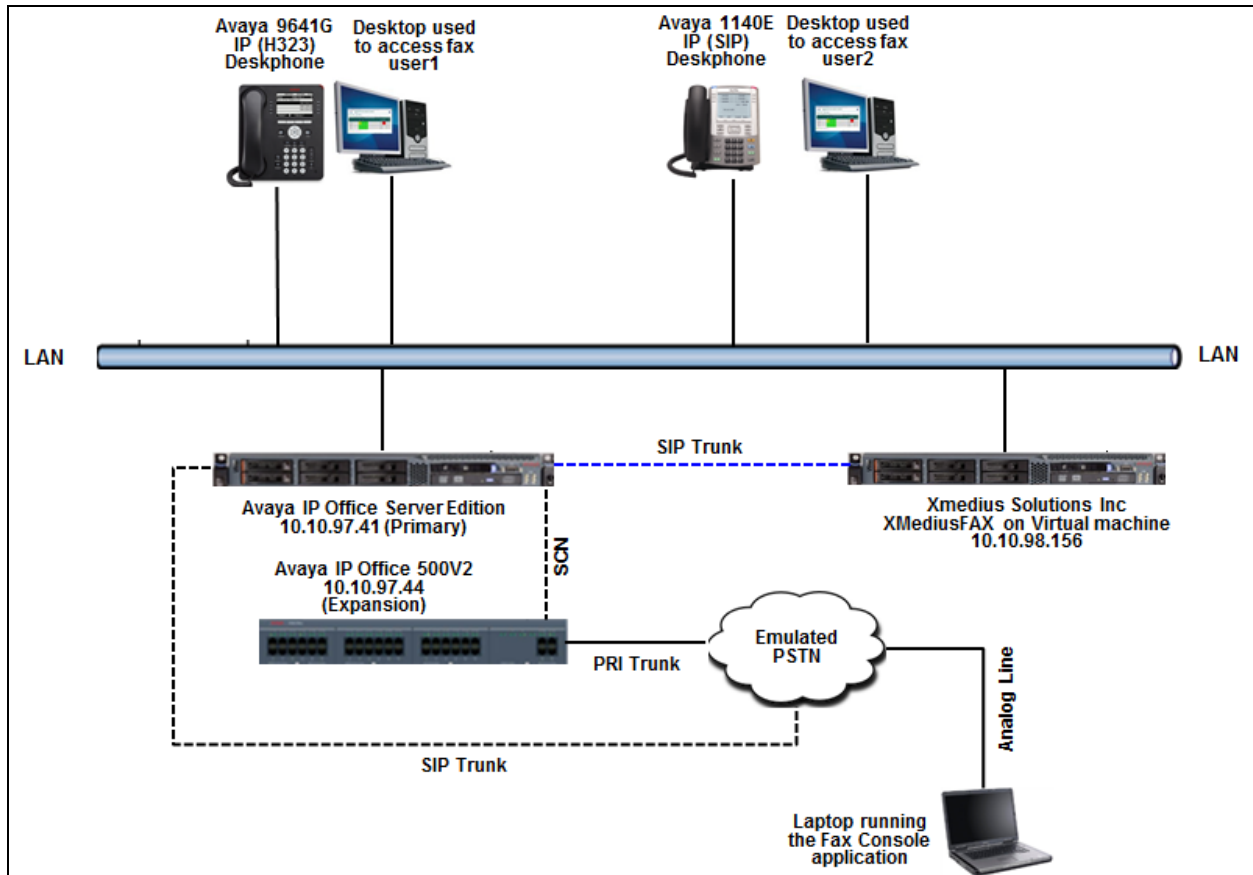 Avaya 9641G
IP (H323)
Deskphone
Desktop used
to access fax
user1
Avaya 1140E
IP (SIP)
Deskphone
Desktop used
to access fax
user2
LAN
LAN
SIP Trunk
Avaya IP Office Server Edition
10.10.97.41 (Primary)
Xmedius Solutions Inc
XMediusFAX on Virtual machine
10.10.98.156
SCN
Avaya IP Office 500V2
10.10.97.44
(Expansion)
PRI Trunk
Emulated
PSTN
Analog Line
SIP Trunk
Laptop running
the Fax Console
application